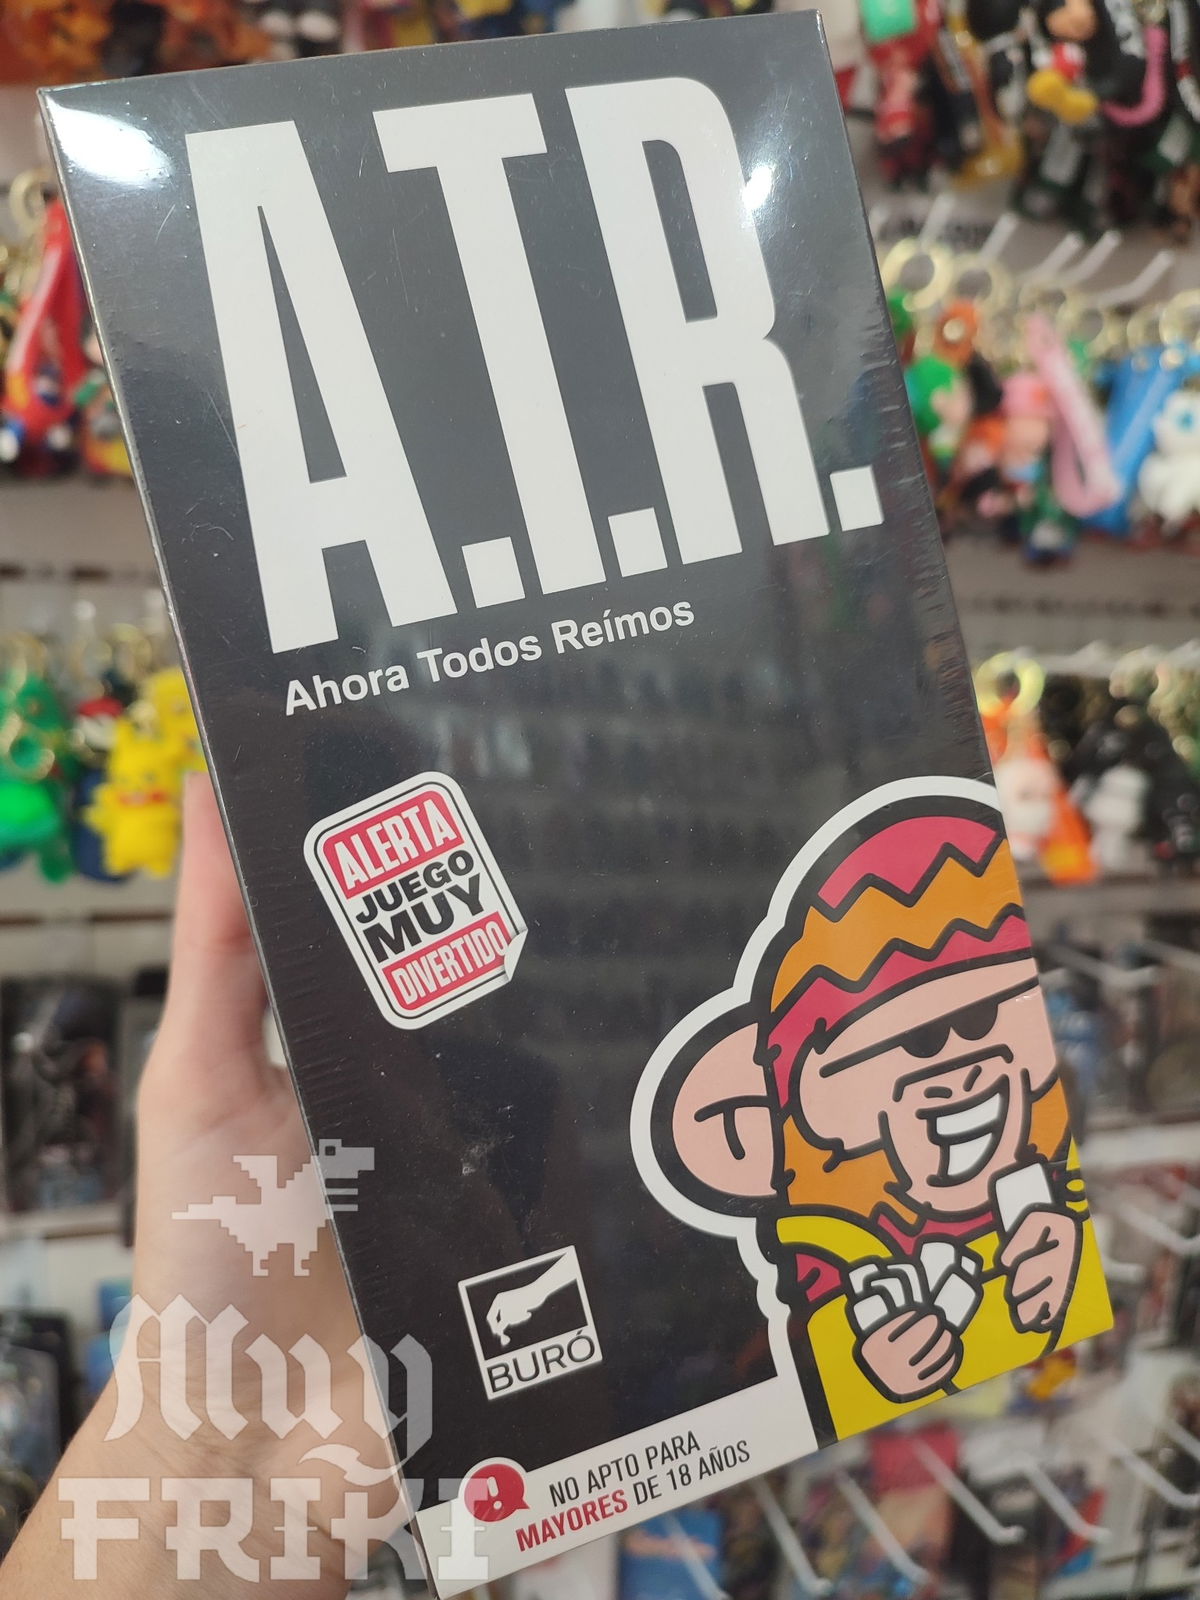 A.T.R.
Ahora Todos Reímos
ALERTA
JUEGO
MUY
DIVERTIDO
BURÓ
NO APTO PARA
MAYORES DE 18 AÑOS
Muy
FRIKI